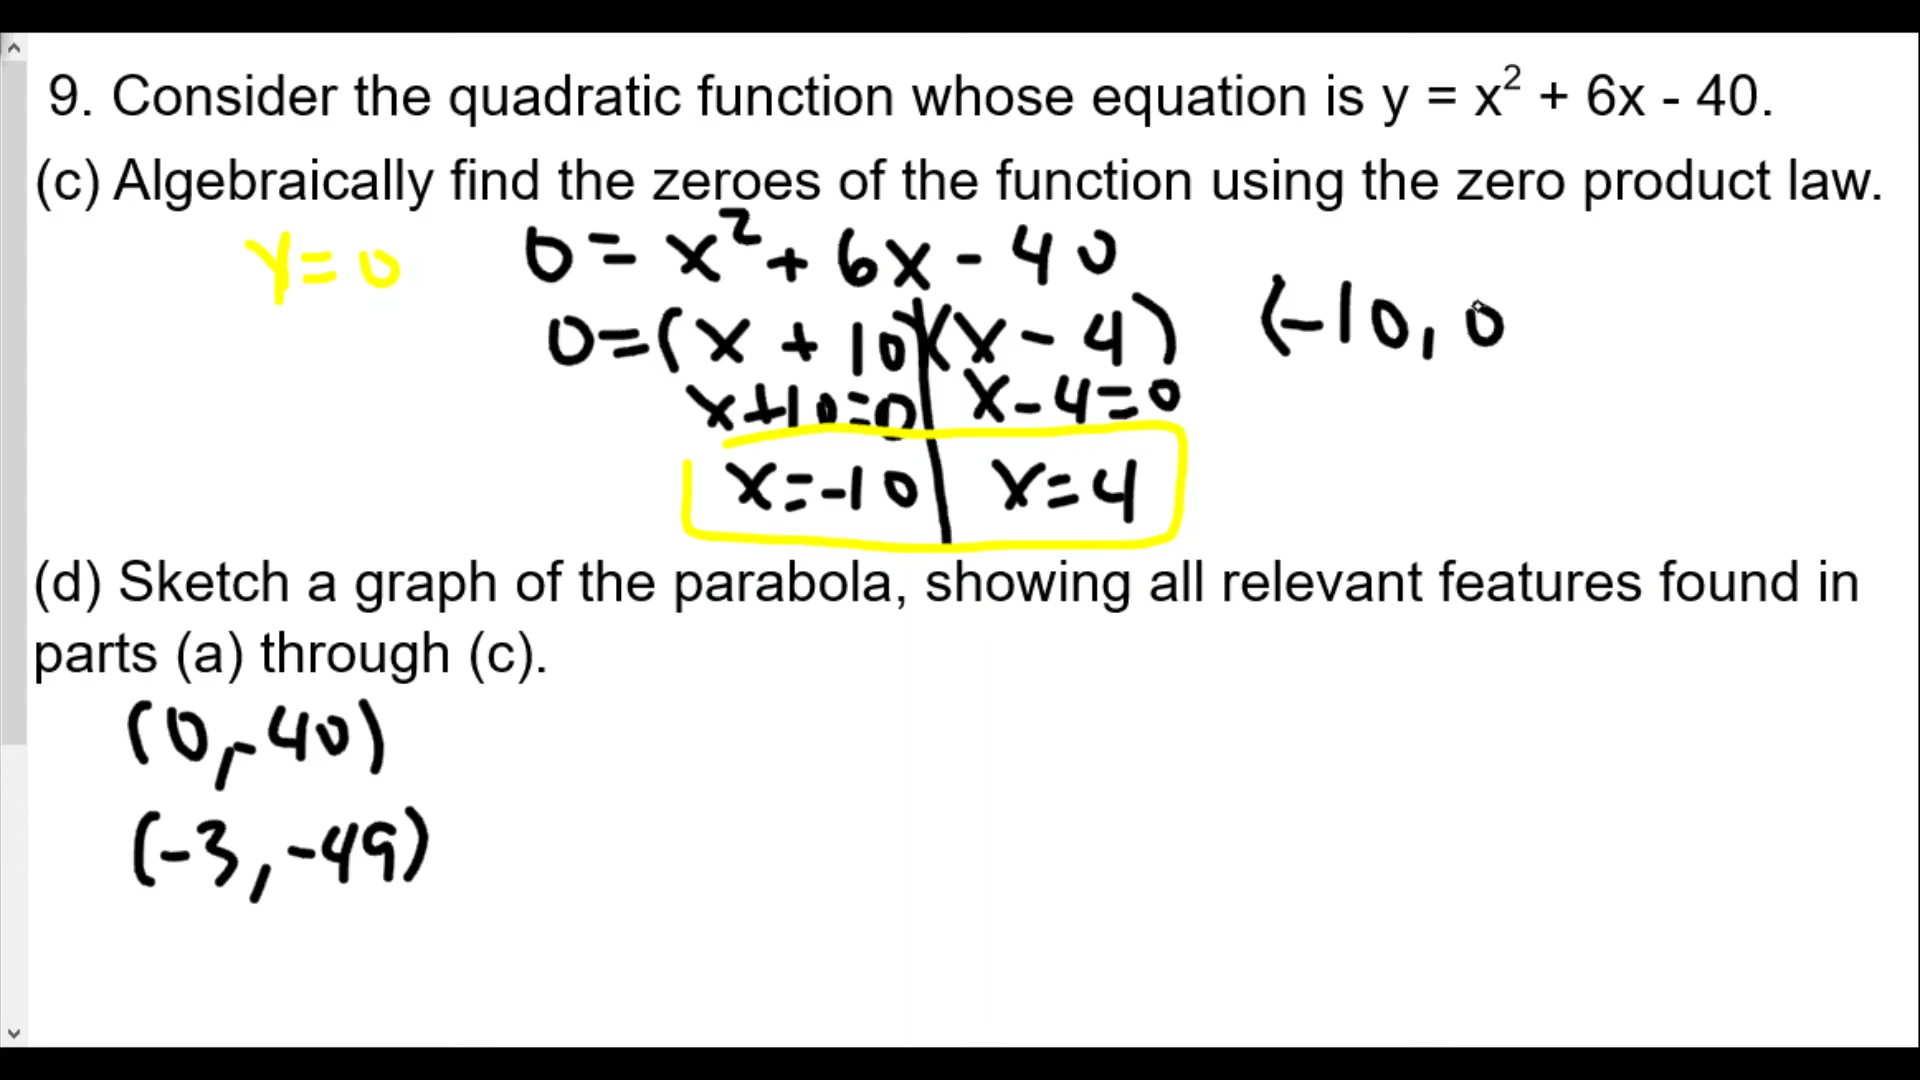 9. Consider the quadratic function whose equation is y = x² + 6x - 40.
(c) Algebraically find the zeroes of the function using the zero product law.
y = 0
0 = x² + 6x - 40
0 = (x + 10)(x - 4)
(-10, 0
x+10=0 x-4=0
x=-10 x=4
(d) Sketch a graph of the parabola, showing all relevant features found in
parts (a) through (c).
(0,-40)
(-3,-49)